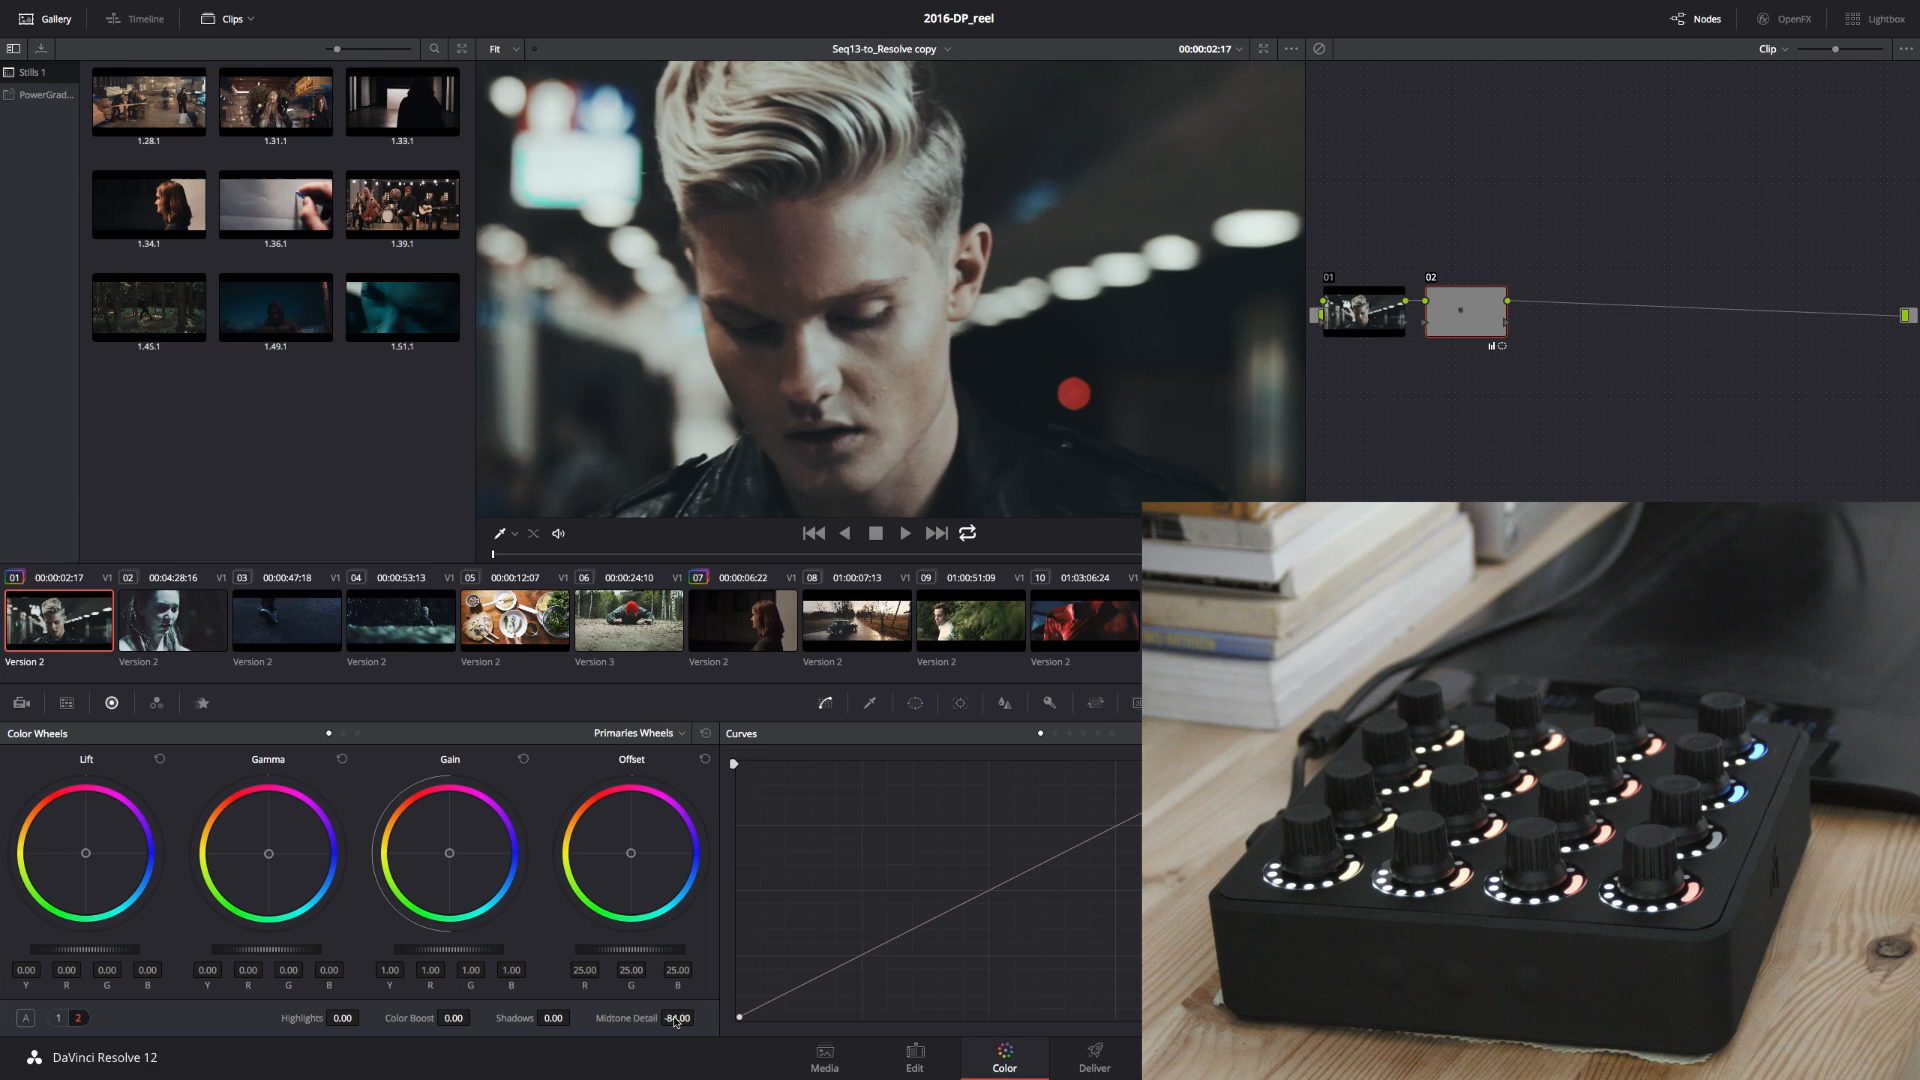 Gallery Timeline Clips 2016-DP_reel Nodes OpenFX Lightbox
Fit Seq13-to_Resolve copy 00:00:02:17 Clip
Stills 1
PowerGrad...
1.28.1 1.31.1 1.33.1
1.34.1 1.36.1 1.39.1
1.45.1 1.49.1 1.51.1
01 02
01 00:00:02:17 V1 02 00:04:28:16 V1 03 00:00:47:18 V1 04 00:00:53:13 V1 05 00:00:12:07 V1 06 00:00:24:10 V1 07 00:00:06:22 V1 08 01:00:07:13 V1 09 01:00:51:09 V1 10 01:03:06:24 V1
Version 2 Version 2 Version 2 Version 2 Version 2 Version 3 Version 2 Version 2 Version 2 Version 2
Color Wheels Primaries Wheels Curves
Lift Gamma Gain Offset
0.00 0.00 0.00 0.00 0.00 0.00 0.00 0.00 1.00 1.00 1.00 1.00 25.00 25.00 25.00
Y R G B Y R G B Y R G B R G B
A 1 2 Highlights 0.00 Color Boost 0.00 Shadows 0.00 Midtone Detail
DaVinci Resolve 12 Media Edit Color Deliver